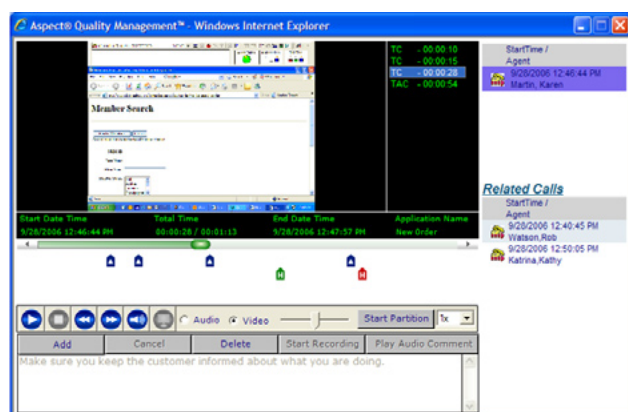 Aspect® Quality Management™ - Windows Internet Explorer
Member Search
TC - 00:00:10
TC - 00:00:15
TC - 00:00:28
TAC - 00:00:54
StartTime /
Agent
9/28/2006 12:46:44 PM
Martin, Karen
Related Calls
StartTime /
Agent
9/28/2006 12:40:45 PM
Watson,Rob
9/28/2006 12:50:05 PM
Katrina,Kathy
Start Date Time Total Time End Date Time Application Name
9/28/2006 12:46:44 PM 00:00:28 / 00:01:13 9/28/2006 12:47:57 PM New Order
A A A A
H H
Audio Video Start Partition 1x
Add Cancel Delete Start Recording Play Audio Comment
Make sure you keep the customer informed about what you are doing.